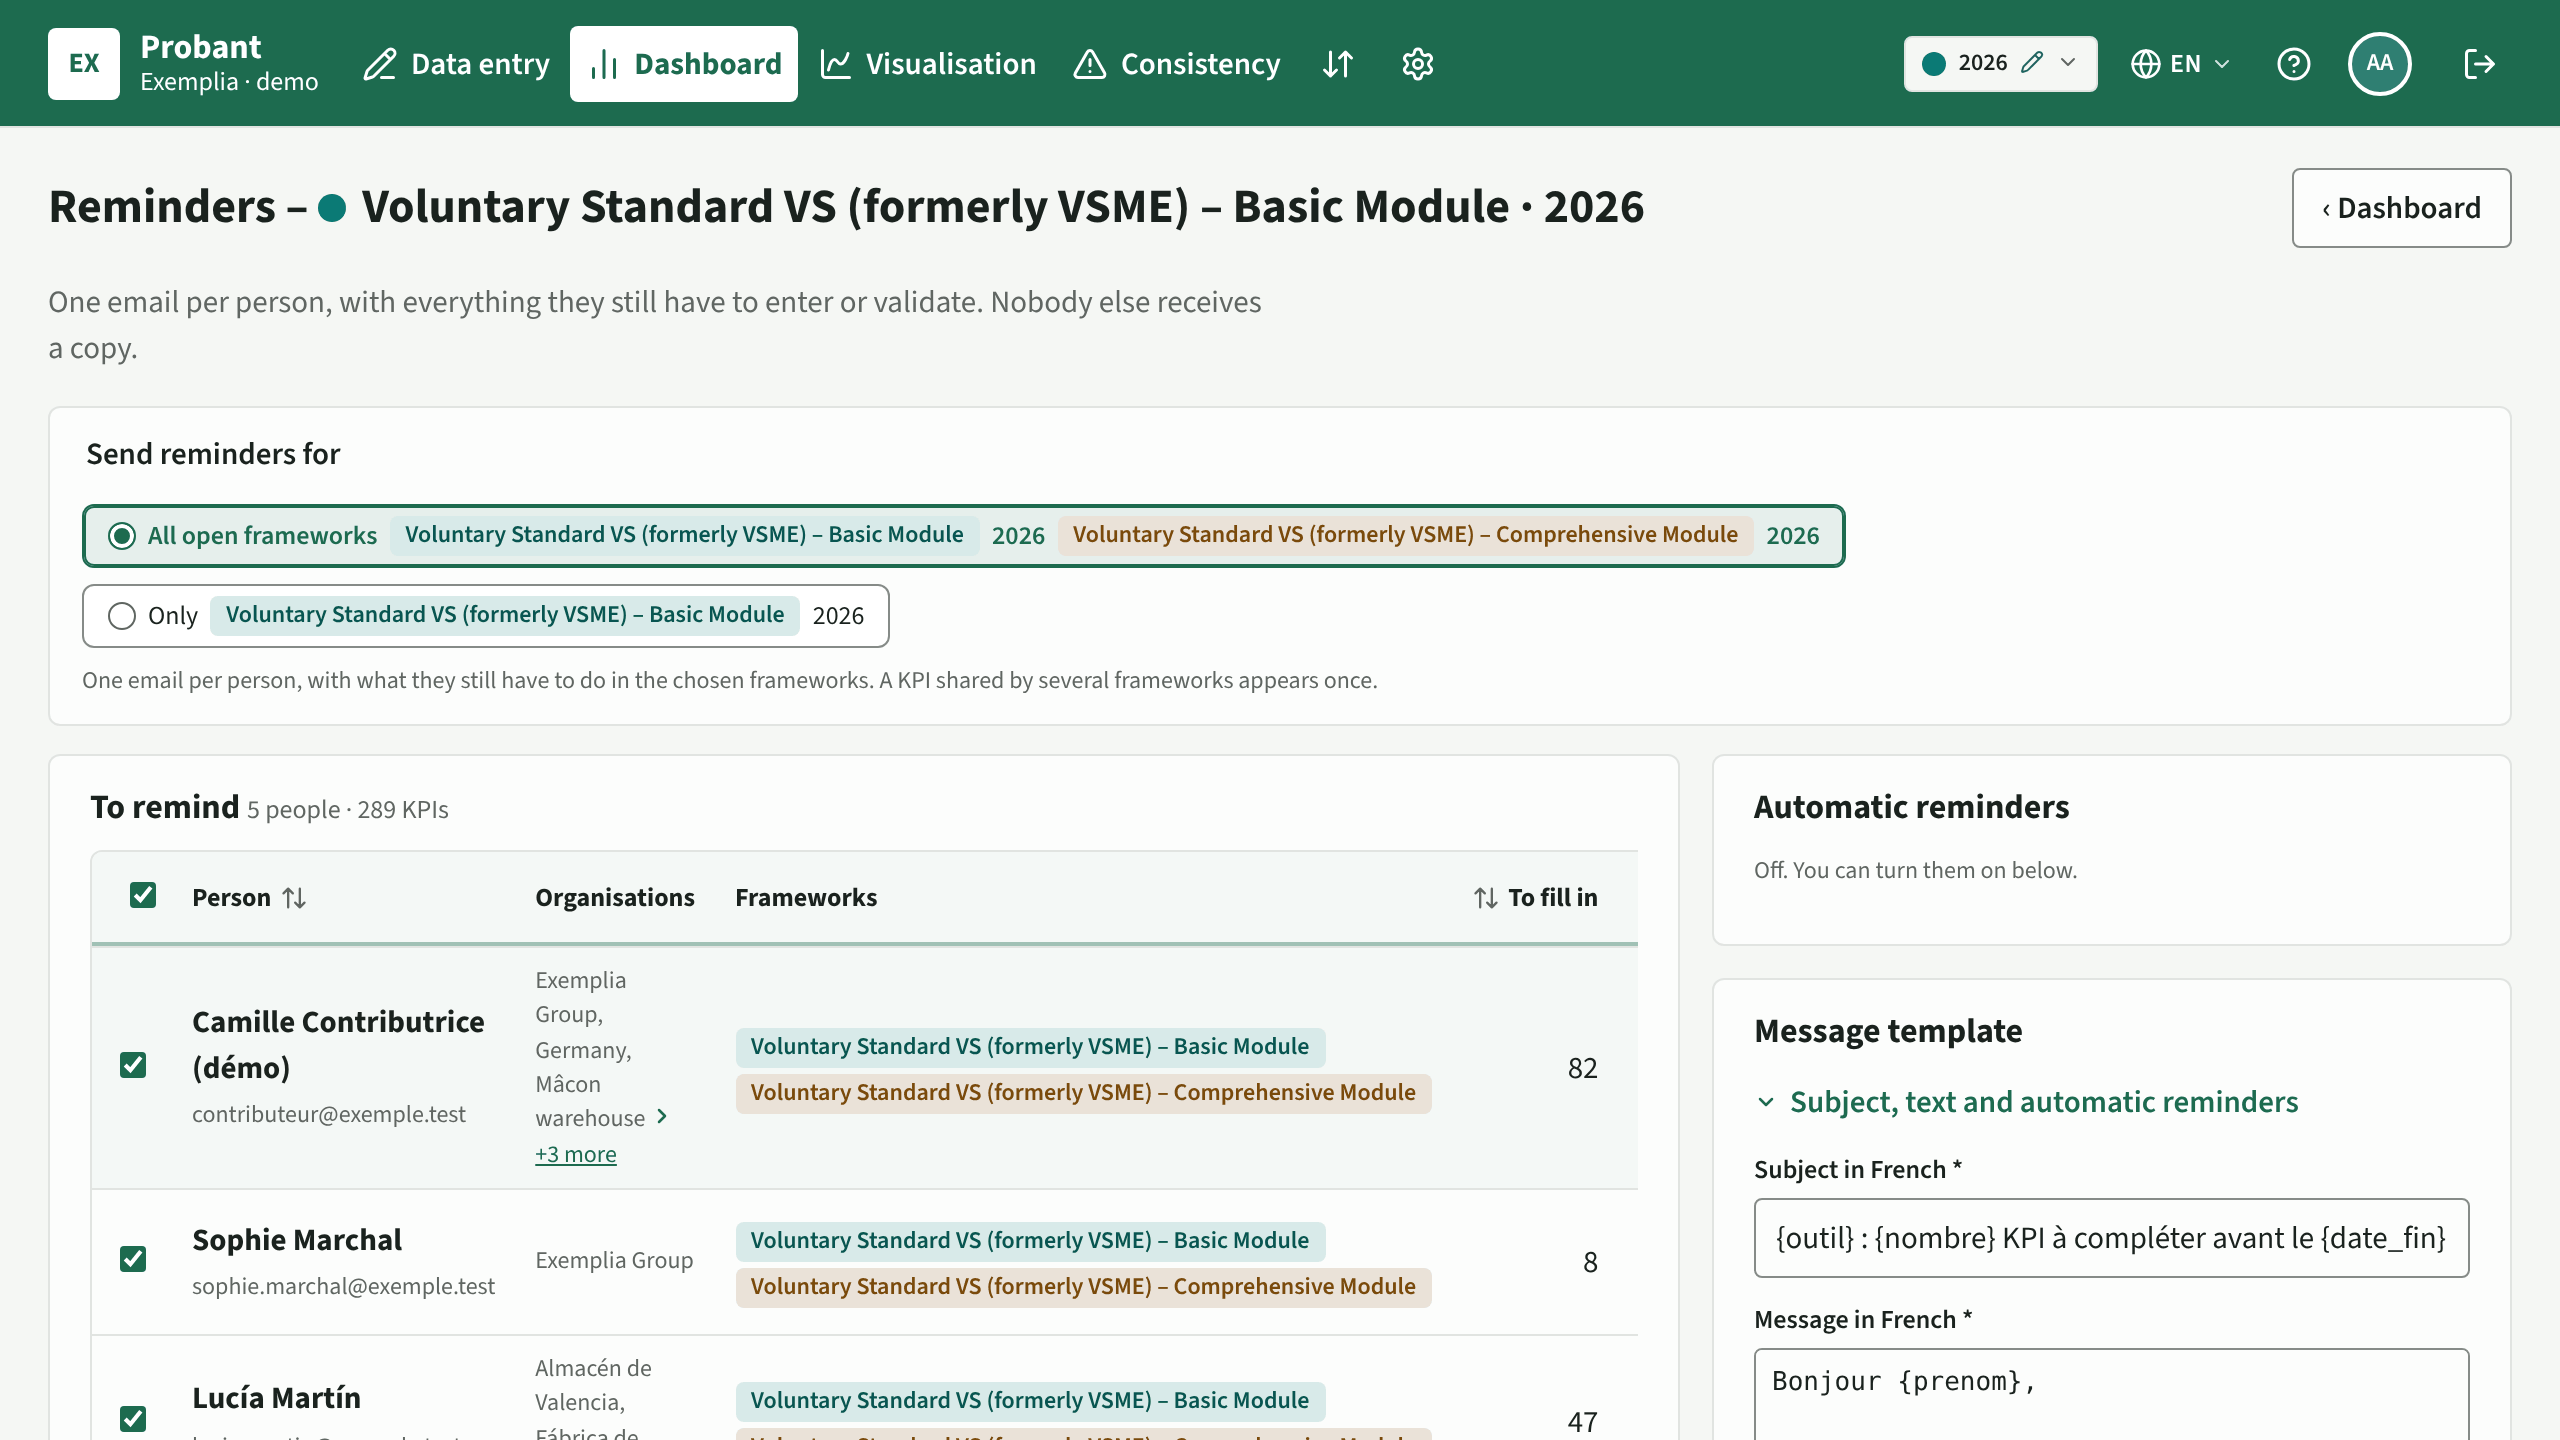 EX
Probant
Exemplia · demo
Data entry
Dashboard
Visualisation
Consistency
2026
EN
AA
Reminders – Voluntary Standard VS (formerly VSME) – Basic Module · 2026
‹ Dashboard
One email per person, with everything they still have to enter or validate. Nobody else receives
a copy.
Send reminders for
All open frameworks Voluntary Standard VS (formerly VSME) – Basic Module 2026 Voluntary Standard VS (formerly VSME) – Comprehensive Module 2026
Only Voluntary Standard VS (formerly VSME) – Basic Module 2026
One email per person, with what they still have to do in the chosen frameworks. A KPI shared by several frameworks appears once.
To remind 5 people · 289 KPIs
Person
Organisations
Frameworks
To fill in
Camille Contributrice
(démo)
contributeur@exemple.test
Exemplia
Group,
Germany,
Mâcon
warehouse
+3 more
Voluntary Standard VS (formerly VSME) – Basic Module
Voluntary Standard VS (formerly VSME) – Comprehensive Module
82
Sophie Marchal
sophie.marchal@exemple.test
Exemplia Group
Voluntary Standard VS (formerly VSME) – Basic Module
Voluntary Standard VS (formerly VSME) – Comprehensive Module
8
Lucía Martín
Almacén de
Valencia,
Fábrica de
Voluntary Standard VS (formerly VSME) – Basic Module
Voluntary Standard VS (formerly VSME) – Comprehensive Module
47
Automatic reminders
Off. You can turn them on below.
Message template
Subject, text and automatic reminders
Subject in French *
{outil} : {nombre} KPI à compléter avant le {date_fin}
Message in French *
Bonjour {prenom},